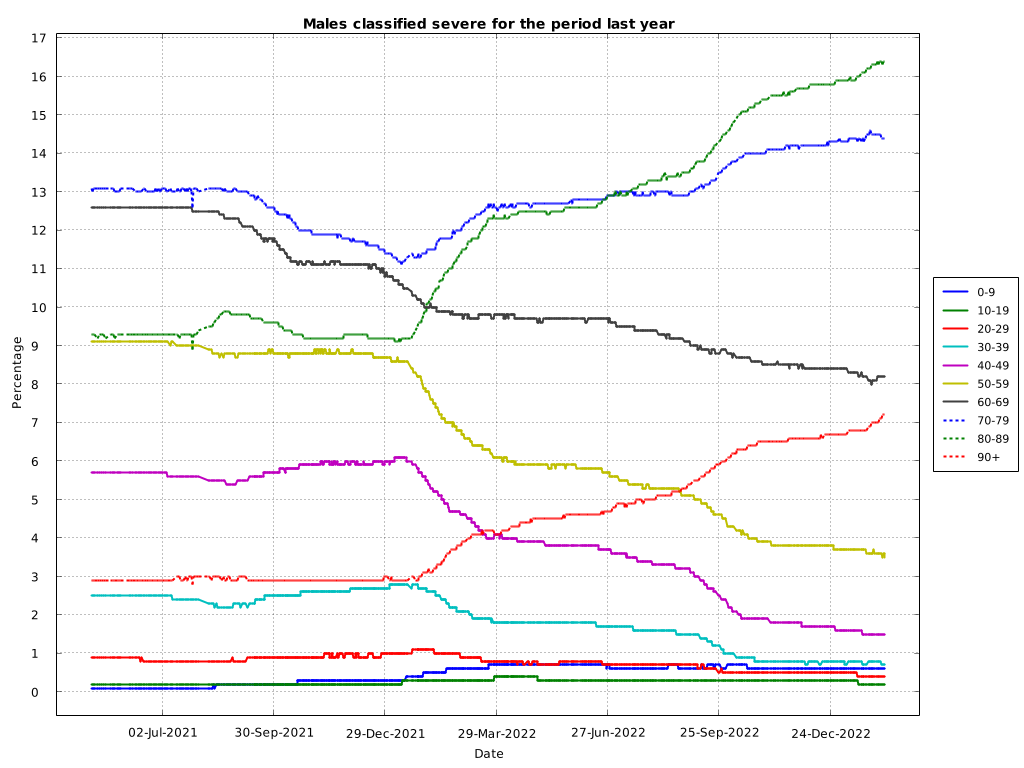 Males classified severe for the period last year
17
16
15
14
13
12
11
10
9
8
7
6
5
4
3
2
1
0
Percentage
02-Jul-2021
30-Sep-2021
29-Dec-2021
29-Mar-2022
27-Jun-2022
25-Sep-2022
24-Dec-2022
Date
0-9
10-19
20-29
30-39
40-49
50-59
60-69
70-79
80-89
90+